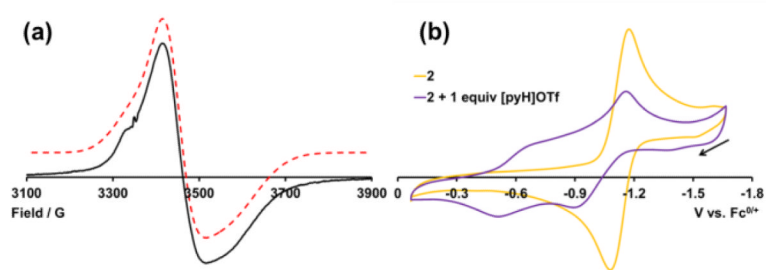 (a)
3100 3300 3500 3700 3900
Field / G
(b)
2
2 + 1 equiv [pyH]OTf
0 -0.3 -0.6 -0.9 -1.2 -1.5 -1.8
V vs. Fc⁰/⁺